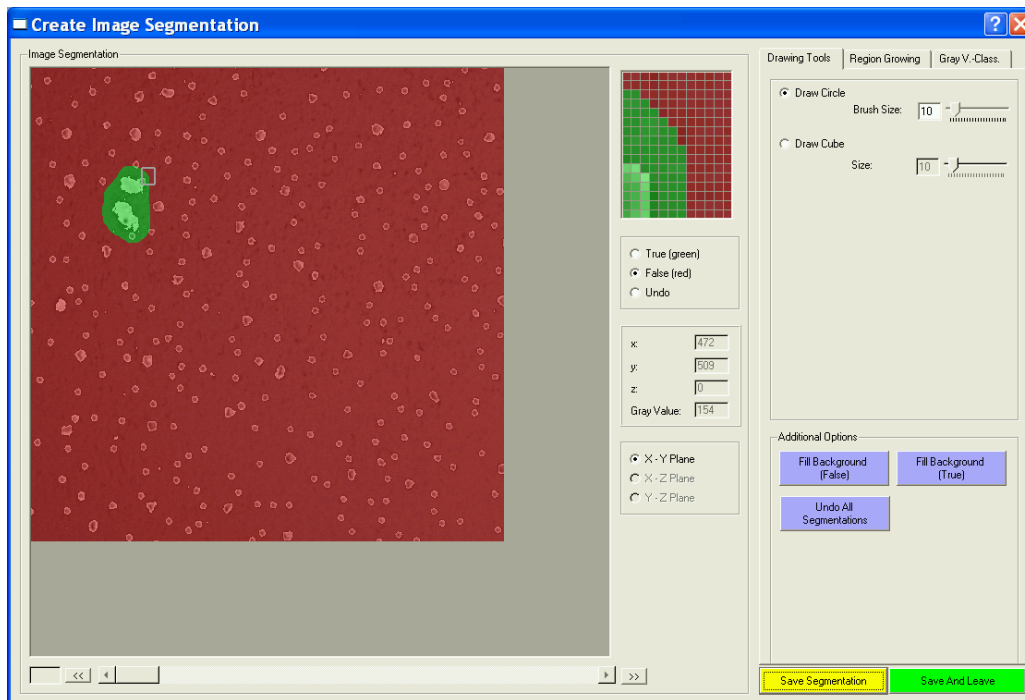 Create Image Segmentation
Image Segmentation
Drawing Tools
Region Growing
Gray V.-Class.
Draw Circle
Brush Size: 10
Draw Cube
Size: 10
True (green)
False (red)
Undo
x: 472
y: 509
z: 0
Gray Value: 154
X - Y Plane
X - Z Plane
Y - Z Plane
Additional Options
Fill Background
(False)
Fill Background
(True)
Undo All
Segmentations
<<
>>
Save Segmentation
Save And Leave